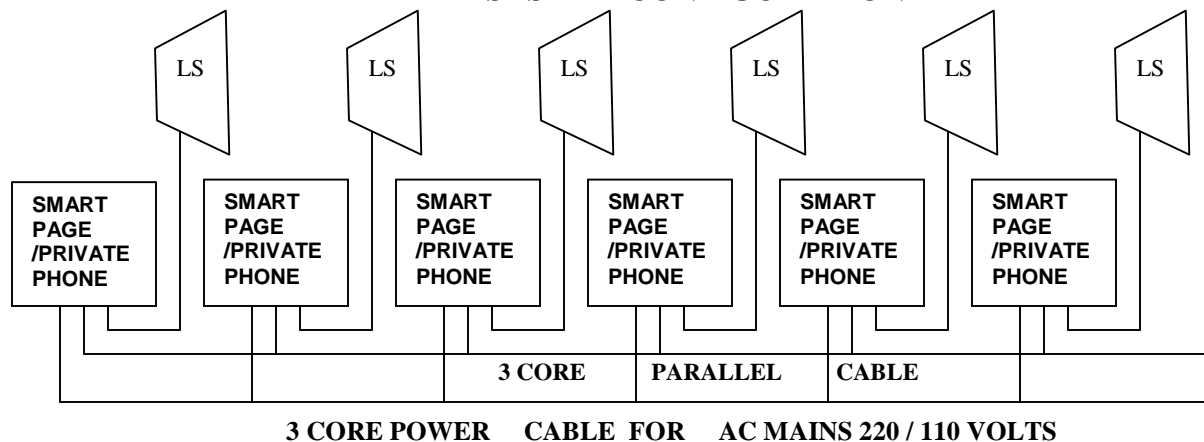 LS LS LS LS LS LS
SMART
PAGE
/PRIVATE
PHONE
SMART
PAGE
/PRIVATE
PHONE
SMART
PAGE
/PRIVATE
PHONE
SMART
PAGE
/PRIVATE
PHONE
SMART
PAGE
/PRIVATE
PHONE
SMART
PAGE
/PRIVATE
PHONE
3 CORE PARALLEL CABLE
3 CORE POWER CABLE FOR AC MAINS 220 / 110 VOLTS